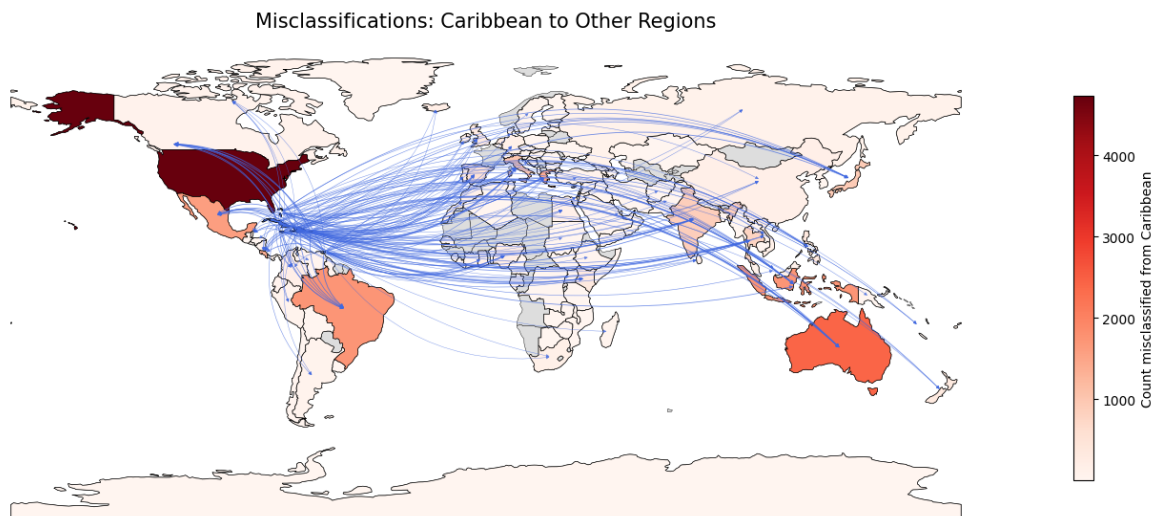 Misclassifications: Caribbean to Other Regions
4000
3000
2000
1000
Count misclassified from Caribbean